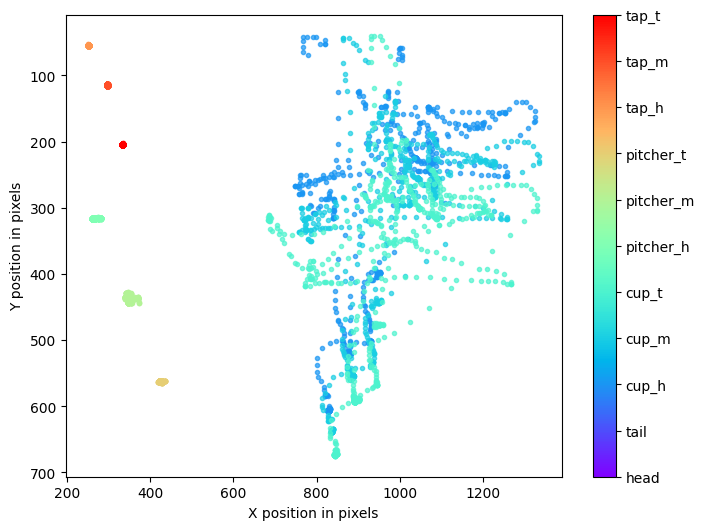 Y position in pixels
100
200
300
400
500
600
700
200
400
600
800
1000
1200
X position in pixels
tap_t
tap_m
tap_h
pitcher_t
pitcher_m
pitcher_h
cup_t
cup_m
cup_h
tail
head